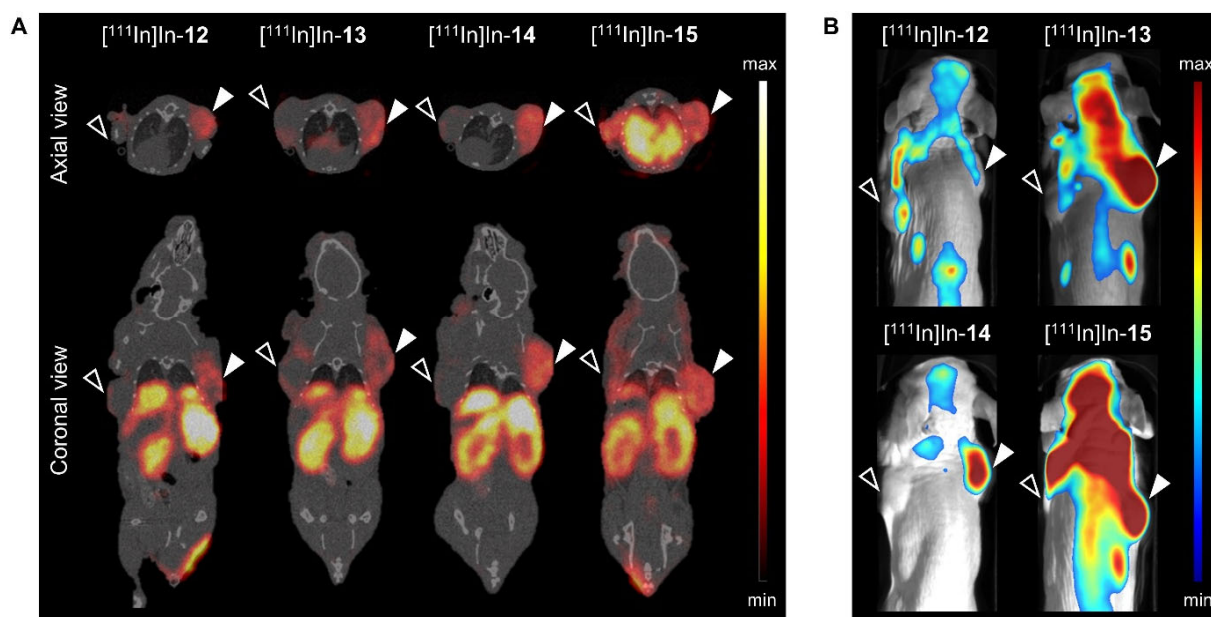 A
[¹¹¹In]In-12 [¹¹¹In]In-13 [¹¹¹In]In-14 [¹¹¹In]In-15
Axial view
Coronal view
max
min
B
[¹¹¹In]In-12 [¹¹¹In]In-13
[¹¹¹In]In-14 [¹¹¹In]In-15
max
min